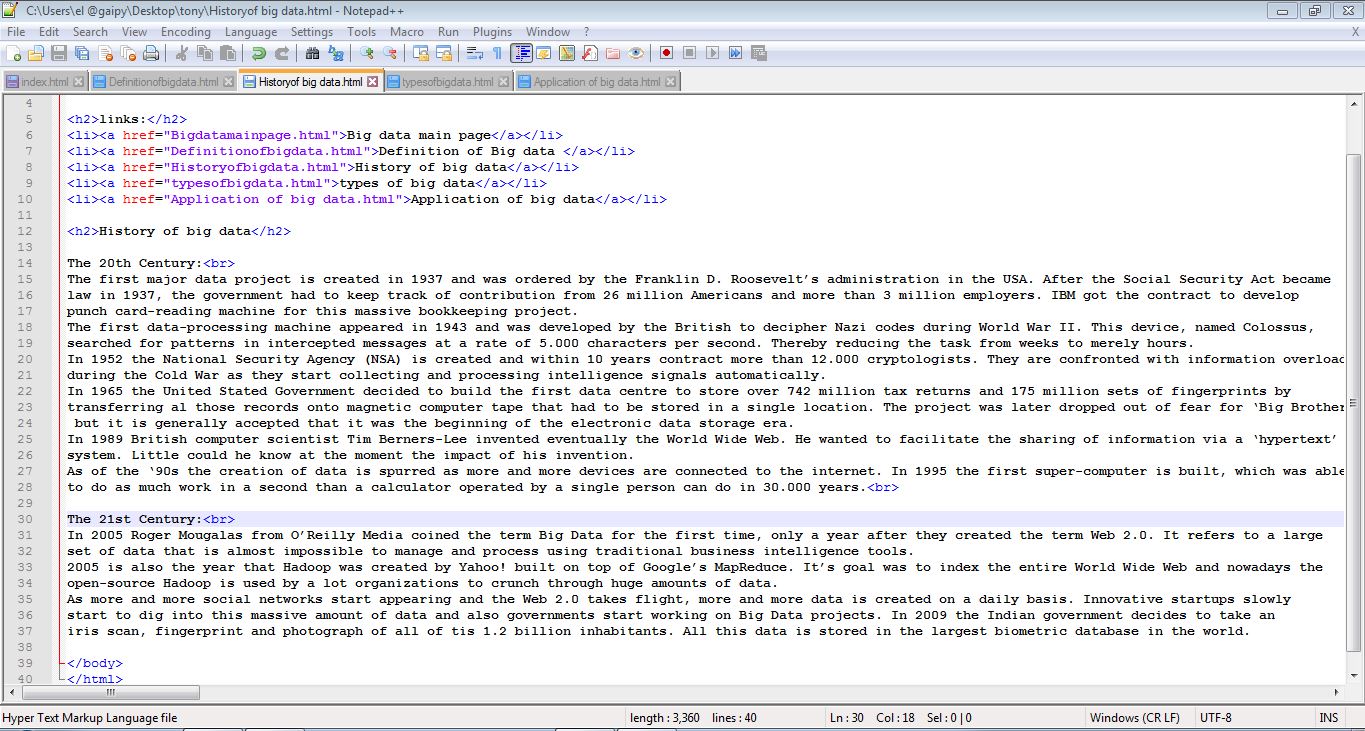 C:\Users\el @gaipy\Desktop\tony\Historyof big data.html - Notepad++
File Edit Search View Encoding Language Settings Tools Macro Run Plugins Window ? X
index.html Definitionofbigdata.html Historyof big data.html typesofbigdata.html Application of big data.html
4
5 <h2>links:</h2>
6 <li><a href="Bigdatamainpage.html">Big data main page</a></li>
7 <li><a href="Definitionofbigdata.html">Definition of Big data </a></li>
8 <li><a href="Historyofbigdata.html">History of big data</a></li>
9 <li><a href="typesofbigdata.html">types of big data</a></li>
10 <li><a href="Application of big data.html">Application of big data</a></li>
11
12 <h2>History of big data</h2>
13
14 The 20th Century:<br>
15 The first major data project is created in 1937 and was ordered by the Franklin D. Roosevelt’s administration in the USA. After the Social Security Act became
16 law in 1937, the government had to keep track of contribution from 26 million Americans and more than 3 million employers. IBM got the contract to develop
17 punch card-reading machine for this massive bookkeeping project.
18 The first data-processing machine appeared in 1943 and was developed by the British to decipher Nazi codes during World War II. This device, named Colossus,
19 searched for patterns in intercepted messages at a rate of 5.000 characters per second. Thereby reducing the task from weeks to merely hours.
20 In 1952 the National Security Agency (NSA) is created and within 10 years contract more than 12.000 cryptologists. They are confronted with information overloa
21 during the Cold War as they start collecting and processing intelligence signals automatically.
22 In 1965 the United Stated Government decided to build the first data centre to store over 742 million tax returns and 175 million sets of fingerprints by
23 transferring al those records onto magnetic computer tape that had to be stored in a single location. The project was later dropped out of fear for ‘Big Brother
24 but it is generally accepted that it was the beginning of the electronic data storage era.
25 In 1989 British computer scientist Tim Berners-Lee invented eventually the World Wide Web. He wanted to facilitate the sharing of information via a ‘hypertext’
26 system. Little could he know at the moment the impact of his invention.
27 As of the ‘90s the creation of data is spurred as more and more devices are connected to the internet. In 1995 the first super-computer is built, which was able
28 to do as much work in a second than a calculator operated by a single person can do in 30.000 years.<br>
29
30 The 21st Century:<br>
31 In 2005 Roger Mougalas from O’Reilly Media coined the term Big Data for the first time, only a year after they created the term Web 2.0. It refers to a large
32 set of data that is almost impossible to manage and process using traditional business intelligence tools.
33 2005 is also the year that Hadoop was created by Yahoo! built on top of Google’s MapReduce. It’s goal was to index the entire World Wide Web and nowadays the
34 open-source Hadoop is used by a lot organizations to crunch through huge amounts of data.
35 As more and more social networks start appearing and the Web 2.0 takes flight, more and more data is created on a daily basis. Innovative startups slowly
36 start to dig into this massive amount of data and also governments start working on Big Data projects. In 2009 the Indian government decides to take an
37 iris scan, fingerprint and photograph of all of tis 1.2 billion inhabitants. All this data is stored in the largest biometric database in the world.
38
39 </body>
40 </html>
Hyper Text Markup Language file length : 3,360 lines : 40 Ln : 30 Col : 18 Sel : 0 | 0 Windows (CR LF) UTF-8 INS